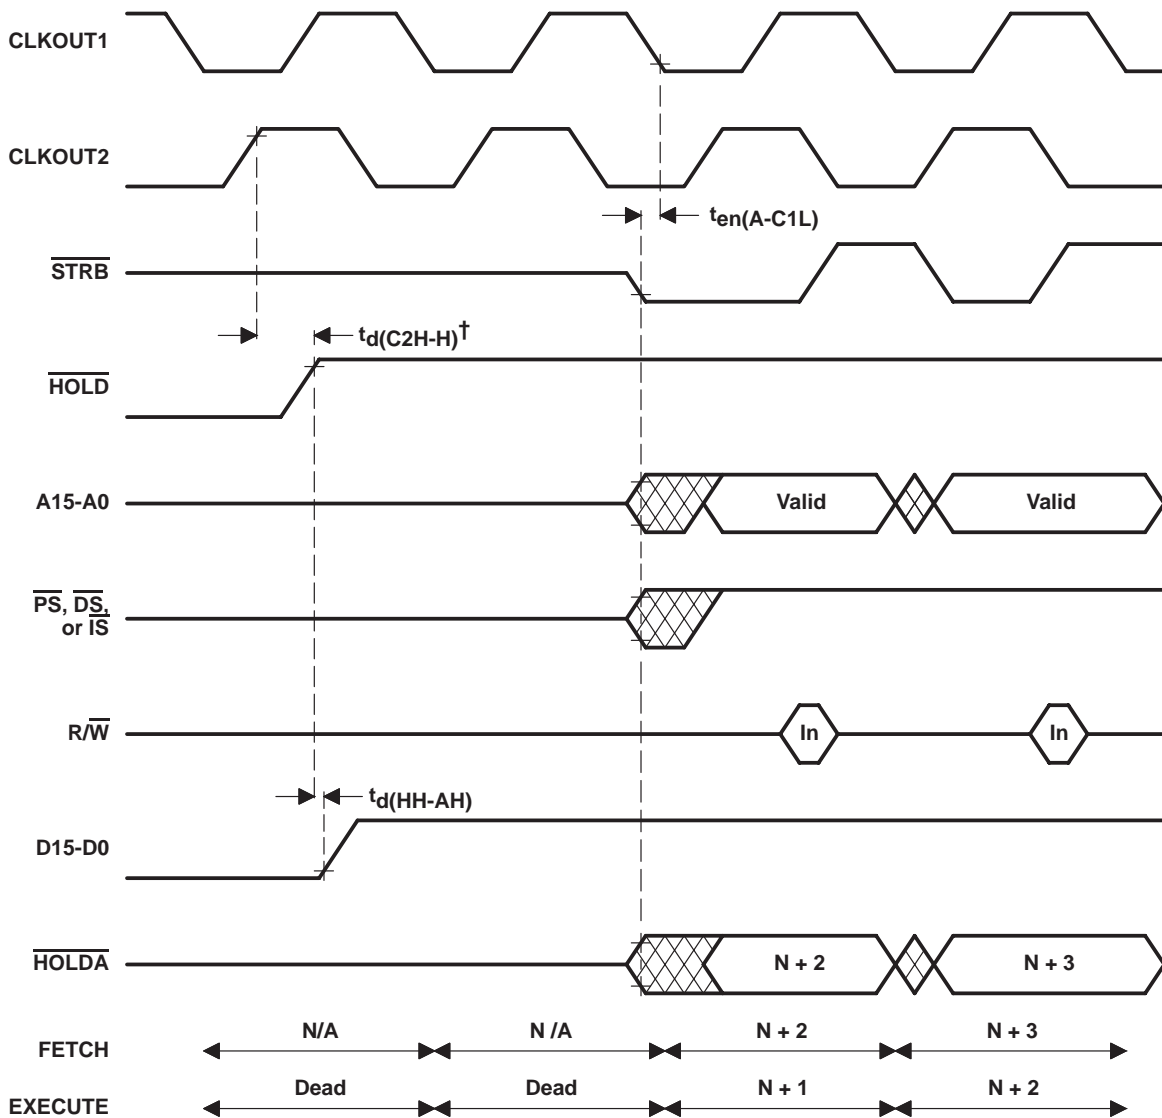 CLKOUT1
CLKOUT2
ten(A-C1L)
STRB
td(C2H-H)†
HOLD
A15-A0
Valid
Valid
PS, DS,
or IS
R/W
In
In
td(HH-AH)
D15-D0
HOLDA
N + 2
N + 3
FETCH
N/A
N /A
N + 2
N + 3
EXECUTE
Dead
Dead
N + 1
N + 2